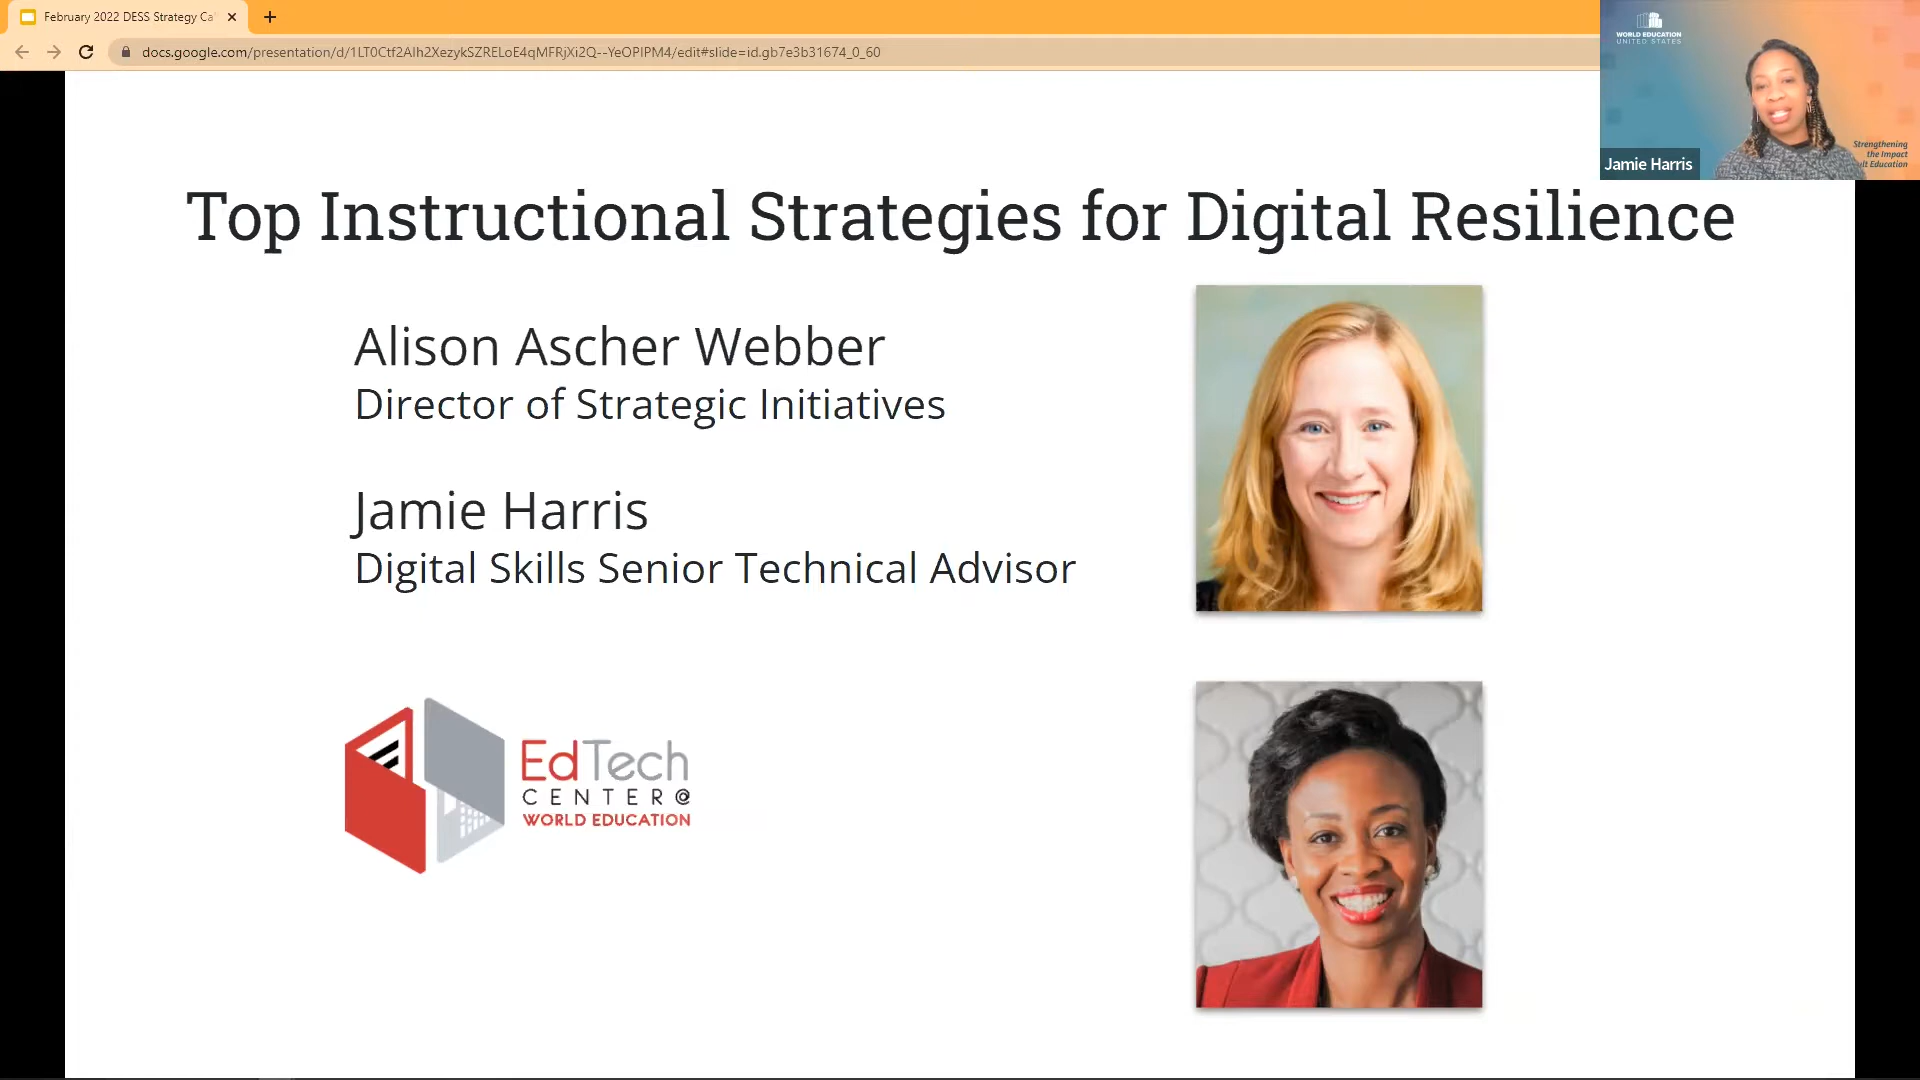 February 2022 DESS Strategy Ca
docs.google.com/presentation/d/1LT0Ctf2AIh2XezykSZRELoE4qMFRjXi2Q--YeOPIPM4/edit#slide=id.gb7e3b31674_0_60
WORLD EDUCATION
UNITED STATES
Strengthening
the Impact
lt Education
Jamie Harris
Top Instructional Strategies for Digital Resilience
Alison Ascher Webber
Director of Strategic Initiatives
Jamie Harris
Digital Skills Senior Technical Advisor
EdTech
CENTER@
WORLD EDUCATION